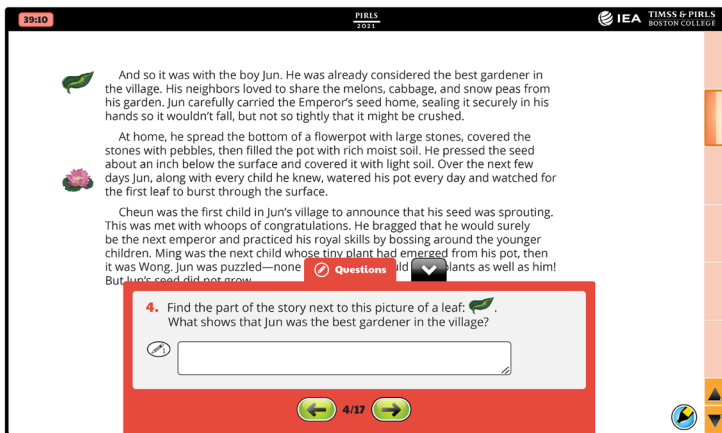 39:10
PIRLS
2021
IEA
TIMSS & PIRLS
BOSTON COLLEGE
And so it was with the boy Jun. He was already considered the best gardener in
the village. His neighbors loved to share the melons, cabbage, and snow peas from
his garden. Jun carefully carried the Emperor's seed home, sealing it securely in his
hands so it wouldn't fall, but not so tightly that it might be crushed.
At home, he spread the bottom of a flowerpot with large stones, covered the
stones with pebbles, then filled the pot with rich moist soil. He pressed the seed
about an inch below the surface and covered it with light soil. Over the next few
days Jun, along with every child he knew, watered his pot every day and watched for
the first leaf to burst through the surface.
Cheun was the first child in Jun's village to announce that his seed was sprouting.
This was met with whoops of congratulations. He bragged that he would surely
be the next emperor and practiced his royal skills by bossing around the younger
children. Ming was the next child whose tiny plant had emerged from his pot, then
it was Wong. Jun was puzzled—none plants as well as him!
But Jun's seed did not grow
Questions
4. Find the part of the story next to this picture of a leaf: .
What shows that Jun was the best gardener in the village?
1
4/17